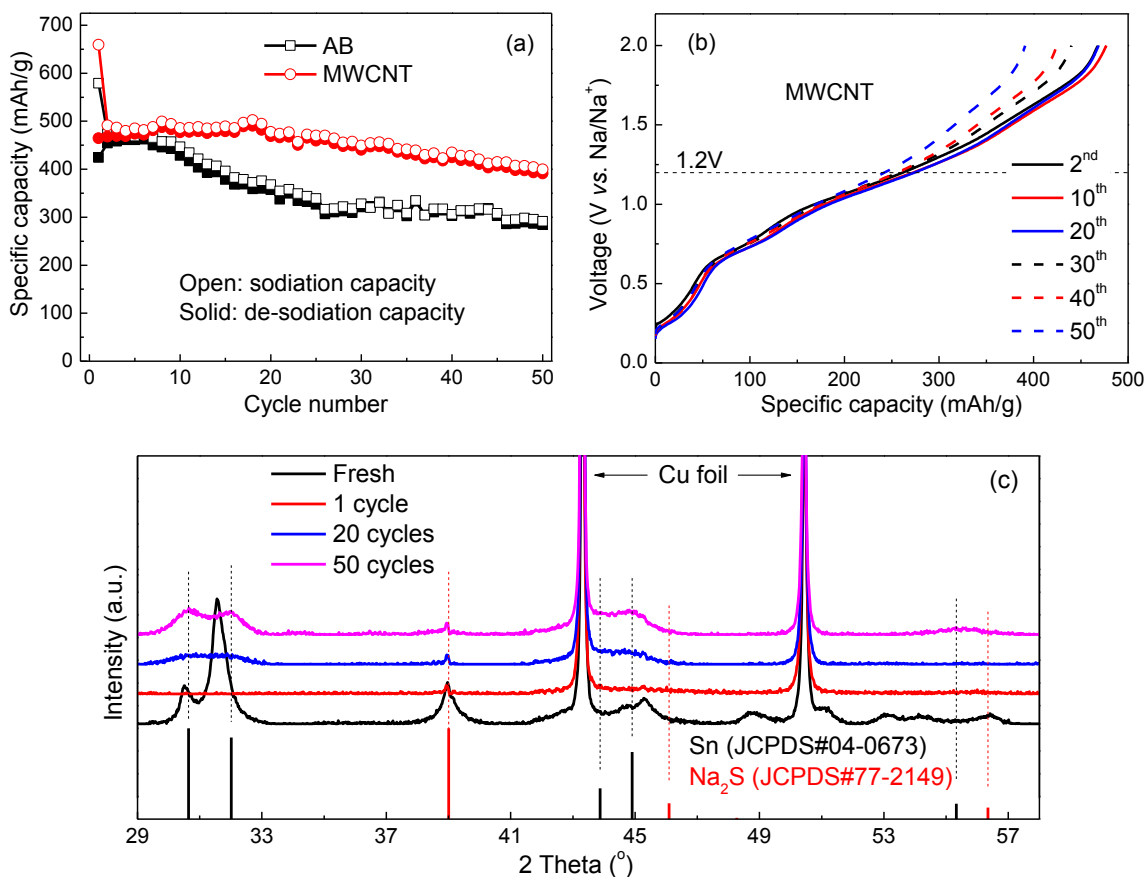 (a)
AB
MWCNT
Open: sodiation capacity
Solid: de-sodiation capacity
Specific capacity (mAh/g)
700
600
500
400
300
200
100
0
0 10 20 30 40 50
Cycle number
(b)
MWCNT
1.2V
2nd
10th
20th
30th
40th
50th
Voltage (V vs. Na/Na+)
2.0
1.5
1.0
0.5
0.0
0 100 200 300 400 500
Specific capacity (mAh/g)
(c)
Fresh
1 cycle
20 cycles
50 cycles
Cu foil
Sn (JCPDS#04-0673)
Na2S (JCPDS#77-2149)
Intensity (a.u.)
29 33 37 41 45 49 53 57
2 Theta (o)